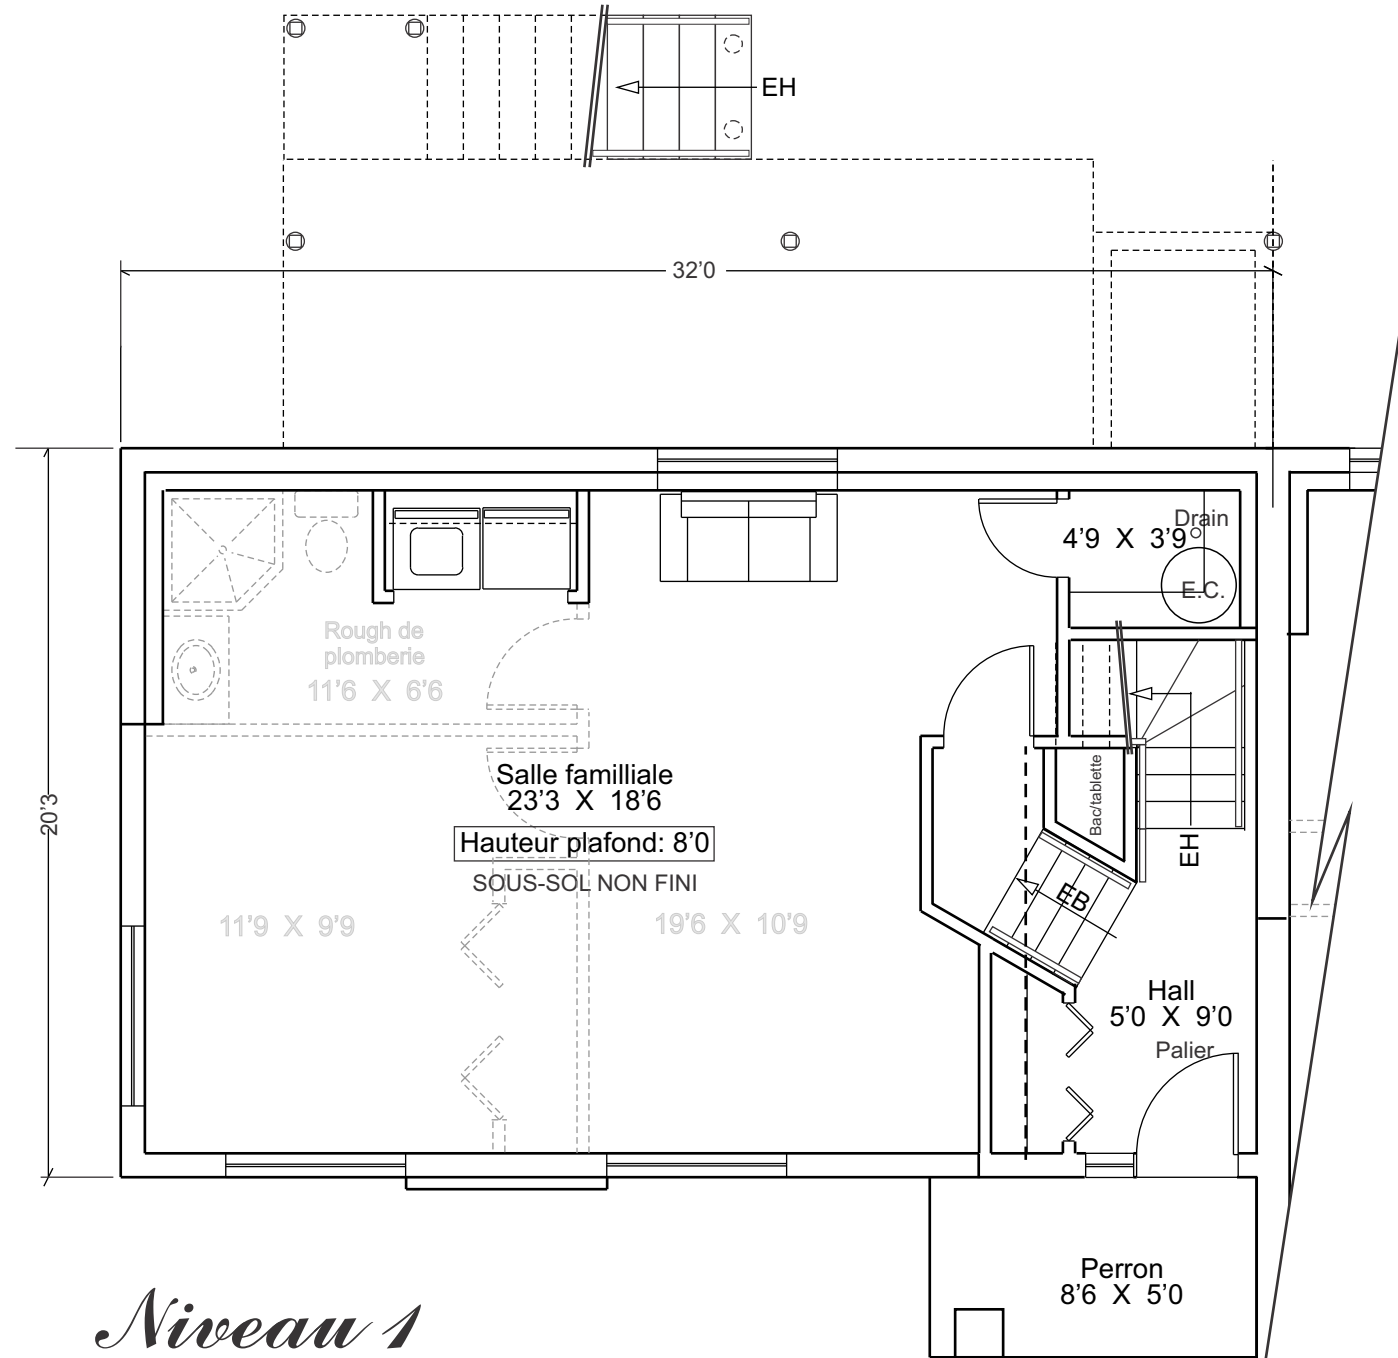 EH
32'0
Drain
4'9 X 3'9
E.C.
Rough de
plomberie
11'6 X 6'6
20'3
Salle familliale
23'3 X 18'6
Hauteur plafond: 8'0
SOUS-SOL NON FINI
Bac/tablette
EH
EB
11'9 X 9'9
19'6 X 10'9
Hall
5'0 X 9'0
Palier
Perron
8'6 X 5'0
Niveau 1